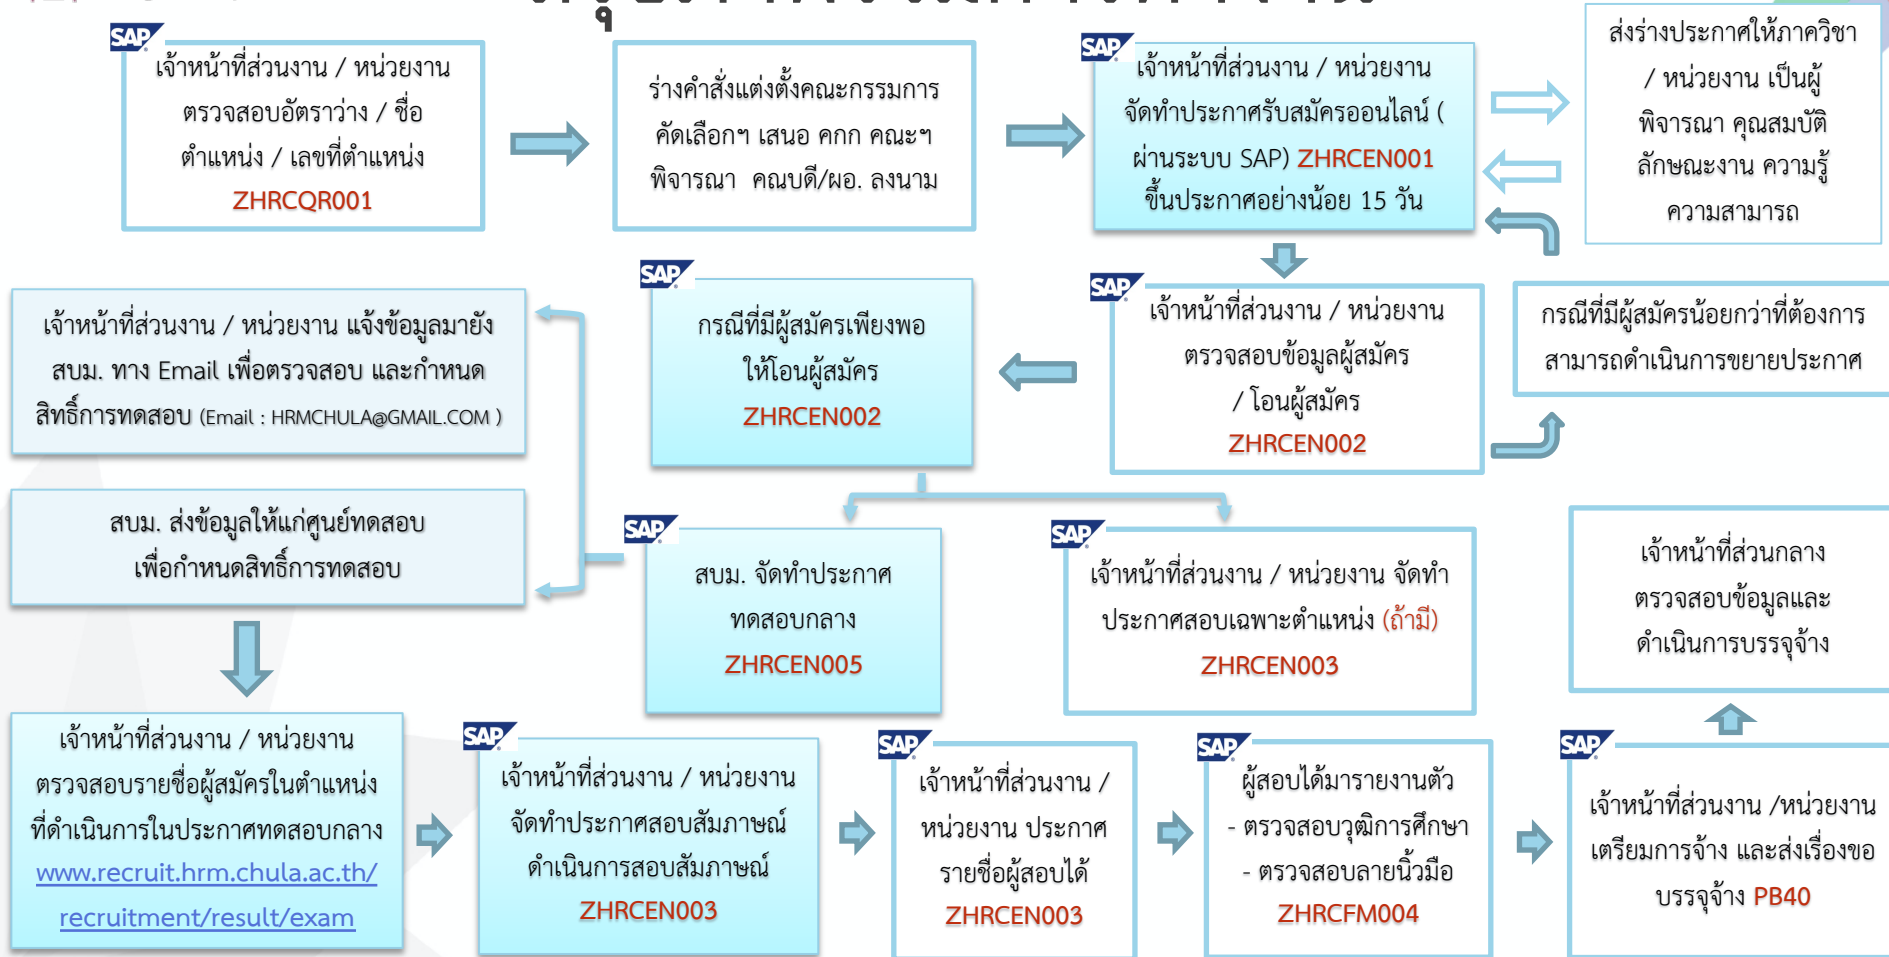 SAP
เจ้าหน้าที่ส่วนงาน / หน่วยงาน
ตรวจสอบอัตราว่าง / ชื่อ
ตำแหน่ง / เลขที่ตำแหน่ง
ZHRCQR001
ร่างคำสั่งแต่งตั้งคณะกรรมการ
คัดเลือกฯ เสนอ คกก คณะฯ
พิจารณา คณบดี/ผอ. ลงนาม
SAP
เจ้าหน้าที่ส่วนงาน / หน่วยงาน
จัดทำประกาศรับสมัครออนไลน์ (
ผ่านระบบ SAP) ZHRCEN001
ขึ้นประกาศอย่างน้อย 15 วัน
ส่งร่างประกาศให้ภาควิชา
/ หน่วยงาน เป็นผู้
พิจารณา คุณสมบัติ
ลักษณะงาน ความรู้
ความสามารถ
เจ้าหน้าที่ส่วนงาน / หน่วยงาน แจ้งข้อมูลมายัง
สบม. ทาง Email เพื่อตรวจสอบ และกำหนด
สิทธิ์การทดสอบ (Email : HRMCHULA@GMAIL.COM )
SAP
กรณีที่มีผู้สมัครเพียงพอ
ให้โอนผู้สมัคร
ZHRCEN002
SAP
เจ้าหน้าที่ส่วนงาน / หน่วยงาน
ตรวจสอบข้อมูลผู้สมัคร
/ โอนผู้สมัคร
ZHRCEN002
กรณีที่มีผู้สมัครน้อยกว่าที่ต้องการ
สามารถดำเนินการขยายประกาศ
สบม. ส่งข้อมูลให้แก่ศูนย์ทดสอบ
เพื่อกำหนดสิทธิ์การทดสอบ
SAP
สบม. จัดทำประกาศ
ทดสอบกลาง
ZHRCEN005
SAP
เจ้าหน้าที่ส่วนงาน / หน่วยงาน จัดทำ
ประกาศสอบเฉพาะตำแหน่ง (ถ้ามี)
ZHRCEN003
เจ้าหน้าที่ส่วนกลาง
ตรวจสอบข้อมูลและ
ดำเนินการบรรจุจ้าง
เจ้าหน้าที่ส่วนงาน / หน่วยงาน
ตรวจสอบรายชื่อผู้สมัครในตำแหน่ง
ที่ดำเนินการในประกาศทดสอบกลาง
www.recruit.hrm.chula.ac.th/
recruitment/result/exam
SAP
เจ้าหน้าที่ส่วนงาน / หน่วยงาน
จัดทำประกาศสอบสัมภาษณ์
ดำเนินการสอบสัมภาษณ์
ZHRCEN003
SAP
เจ้าหน้าที่ส่วนงาน /
หน่วยงาน ประกาศ
รายชื่อผู้สอบได้
ZHRCEN003
SAP
ผู้สอบได้มารายงานตัว
- ตรวจสอบวุฒิการศึกษา
- ตรวจสอบลายนิ้วมือ
ZHRCFM004
SAP
เจ้าหน้าที่ส่วนงาน /หน่วยงาน
เตรียมการจ้าง และส่งเรื่องขอ
บรรจุจ้าง PB40